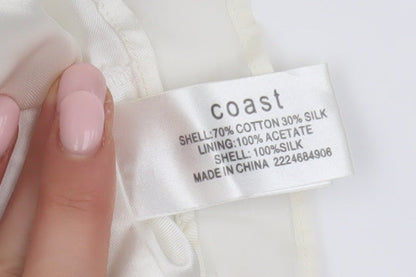 coast
SHELL:70% COTTON 30% SILK
LINING:100% ACETATE
SHELL: 100%SILK
MADE IN CHINA 2224684906